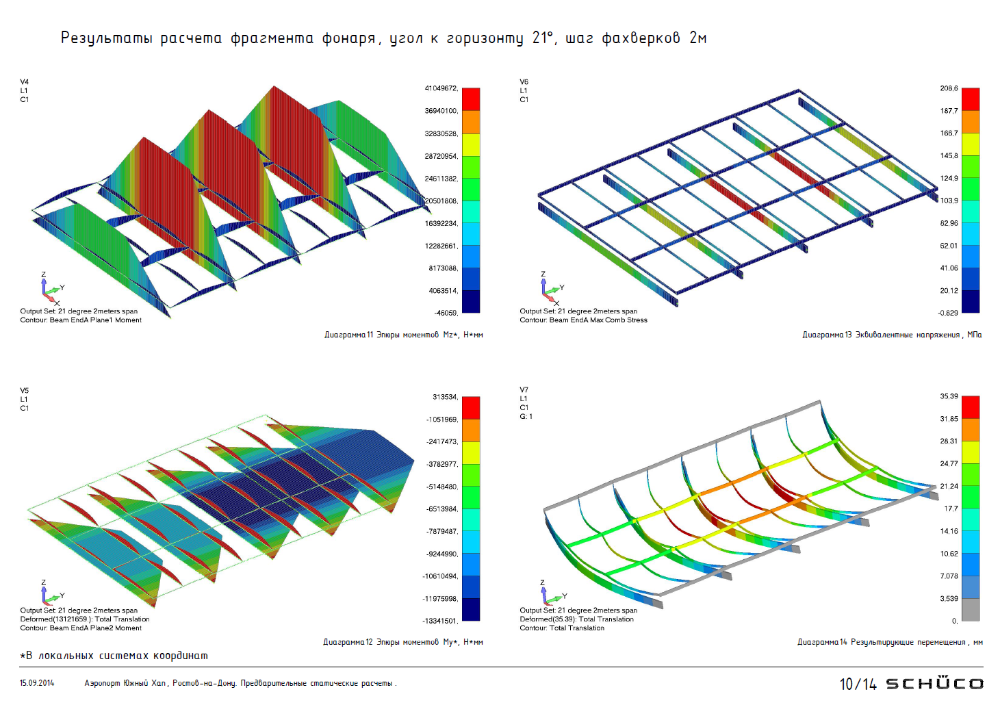 Результаты расчета фрагмента фонаря, угол к горизонту 21°, шаг фахверков 2м
V4
L1
C1
41049672,
36940100,
32830528,
28720954,
24611382,
20501808,
16392234,
12282661,
8173088,
4063514,
-46059,
Z
Y
X
Output Set: 21 degree 2meters span
Contour: Beam EndA Plane1 Moment
Диаграмма11 Эпюры моментов Mz*, Н*мм
V6
L1
C1
208,6
187,7
166,7
145,8
124,9
103,9
82,96
62,01
41,06
20,12
-0,829
Z
Y
X
Output Set: 21 degree 2meters span
Contour: Beam EndA Max Comb Stress
Диаграмма13 Эквивалентные напряжения, МПа
V5
L1
C1
313534,
-1051969,
-2417473,
-3782977,
-5148480,
-6513984,
-7879487,
-9244990,
-10610494,
-11975998,
-13341501,
Z
Y
Output Set: 21 degree 2meters span
Deformed(13121659.): Total Translation
Contour: Beam EndA Plane2 Moment
Диаграмма12 Эпюры моментов My*, Н*мм
V7
L1
C1
G: 1
35,39
31,85
28,31
24,77
21,24
17,7
14,16
10,62
7,078
3,539
0,
Z
Y
Output Set: 21 degree 2meters span
Deformed(35.39): Total Translation
Contour: Total Translation
Диаграмма14 Результирующие перемещения, мм
*В локальных системах координат
15.09.2014 Аэропорт Южный Хап, Ростов-на-Дону. Предварительные статические расчеты.
10/14 SCHÜCO